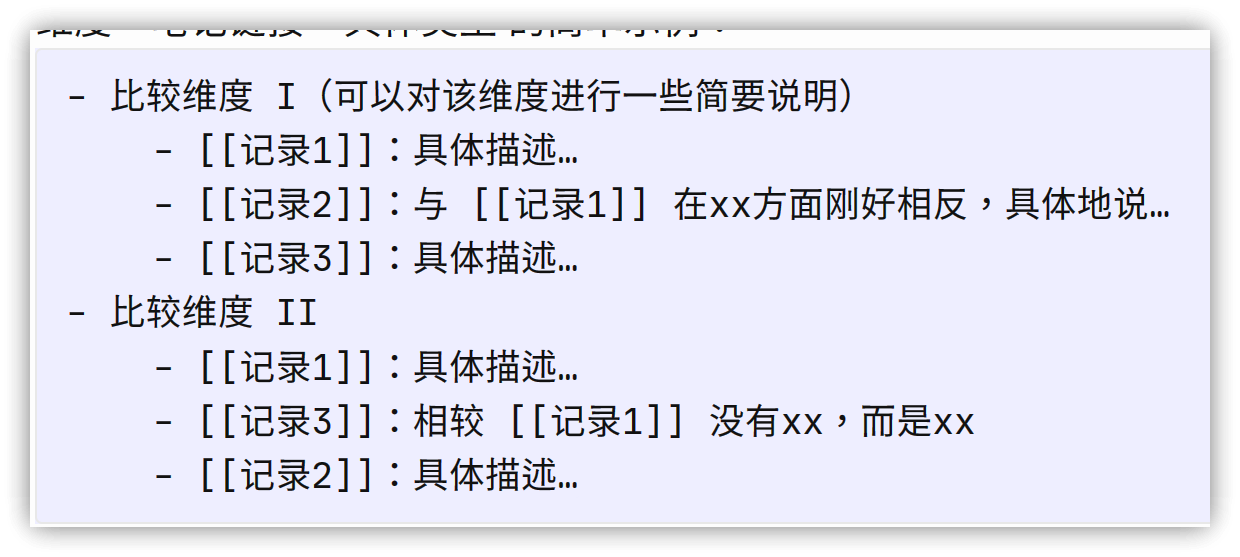 - 比较维度 I（可以对该维度进行一些简要说明）
- [[记录1]]：具体描述…
- [[记录2]]：与 [[记录1]] 在xx方面刚好相反，具体地说…
- [[记录3]]：具体描述…
- 比较维度 II
- [[记录1]]：具体描述…
- [[记录3]]：相较 [[记录1]] 没有xx，而是xx
- [[记录2]]：具体描述…